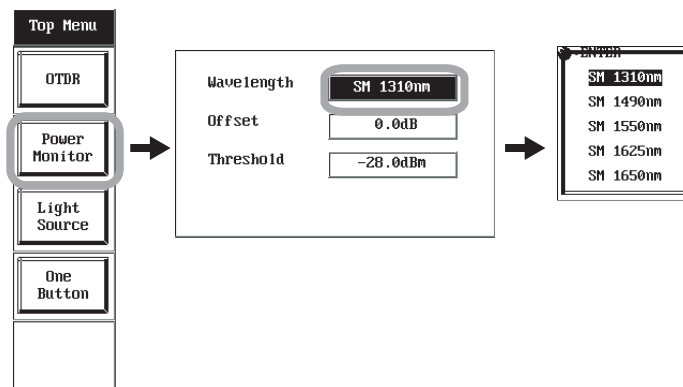 Top Menu
OTDR
Power
Monitor
Light
Source
One
Button
Wavelength
SM 1310nm
Offset
0.0dB
Threshold
-28.0dBm
ENTER
SM 1310nm
SM 1490nm
SM 1550nm
SM 1625nm
SM 1650nm